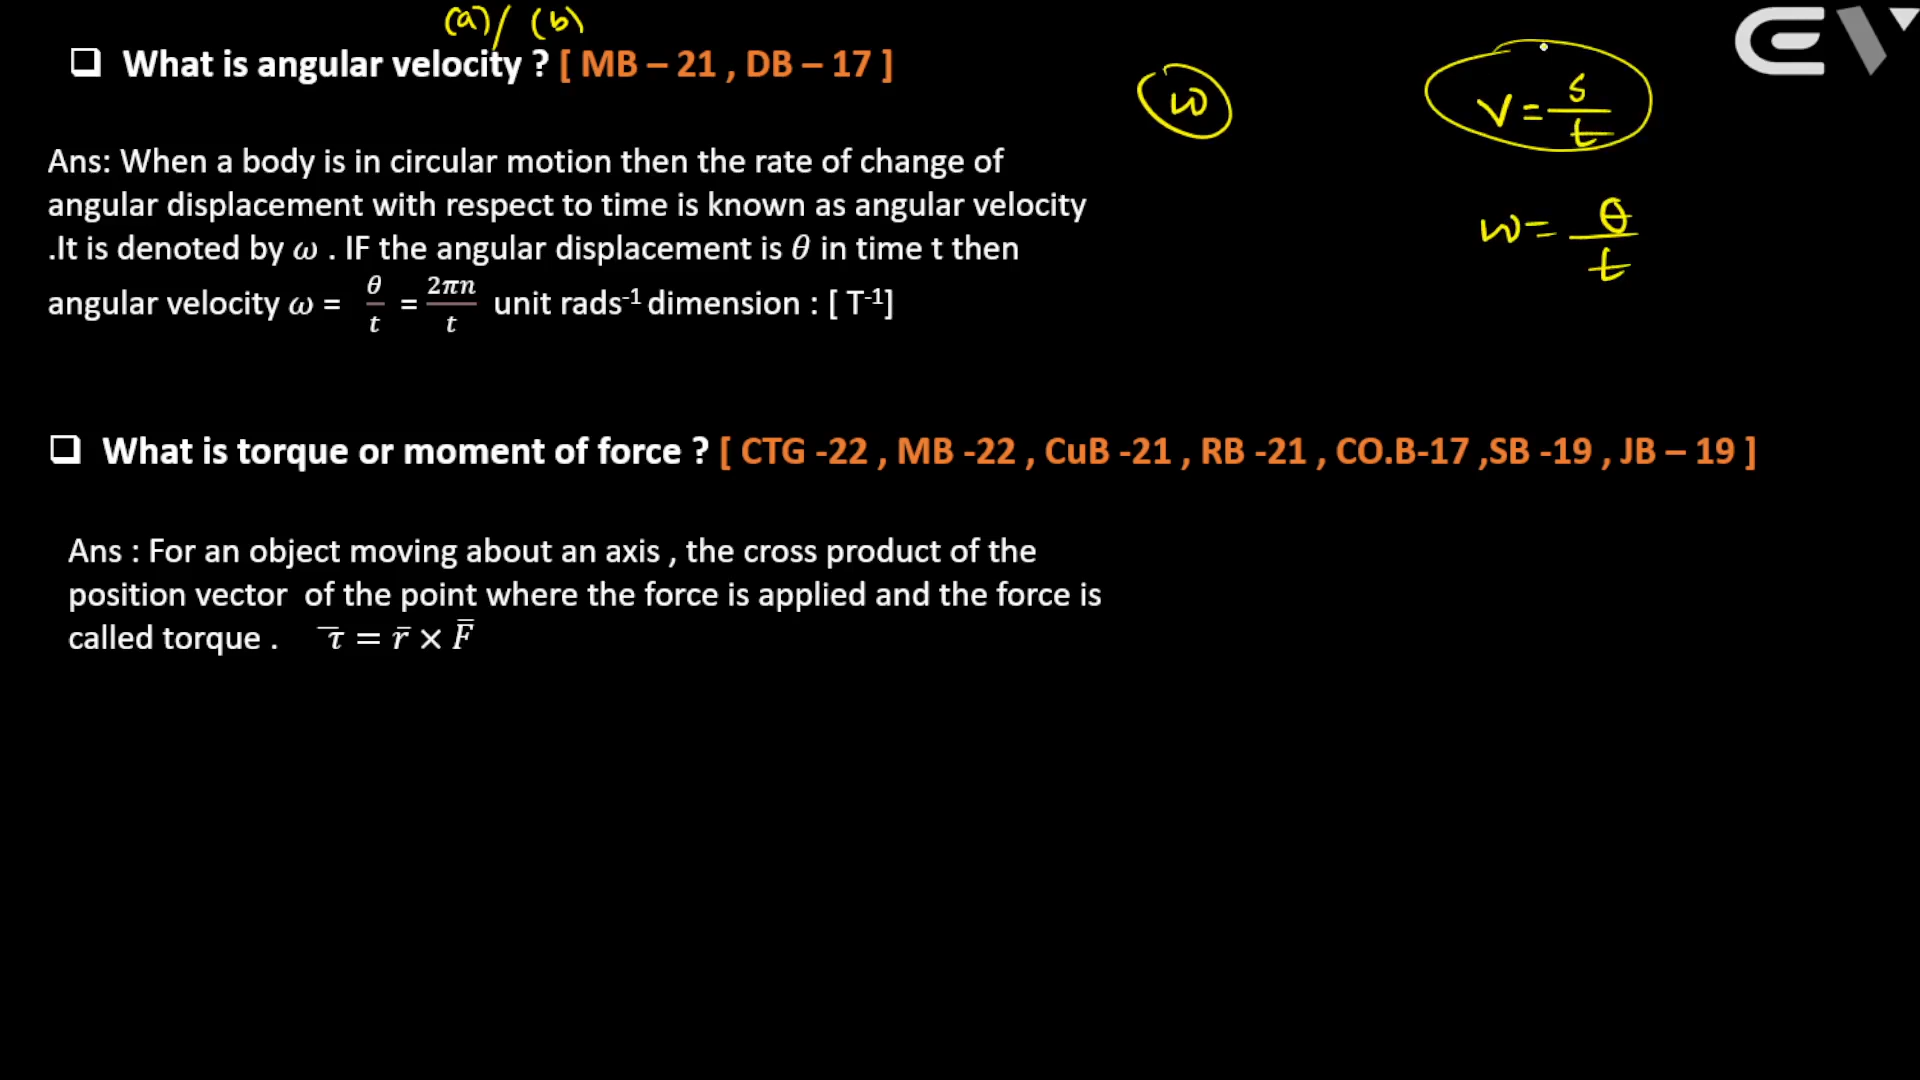 (a)/ (b)
❑ What is angular velocity ? [ MB – 21 , DB – 17 ]
ω
v = s/t
Ans: When a body is in circular motion then the rate of change of
angular displacement with respect to time is known as angular velocity
.It is denoted by ω . IF the angular displacement is θ in time t then
ω = θ/t
angular velocity ω = θ/t = 2πn/t unit rads⁻¹ dimension : [ T⁻¹]
❑ What is torque or moment of force ? [ CTG -22 , MB -22 , CuB -21 , RB -21 , CO.B-17 ,SB -19 , JB – 19 ]
Ans : For an object moving about an axis , the cross product of the
position vector of the point where the force is applied and the force is
called torque . τ̅ = r̅ × F̅